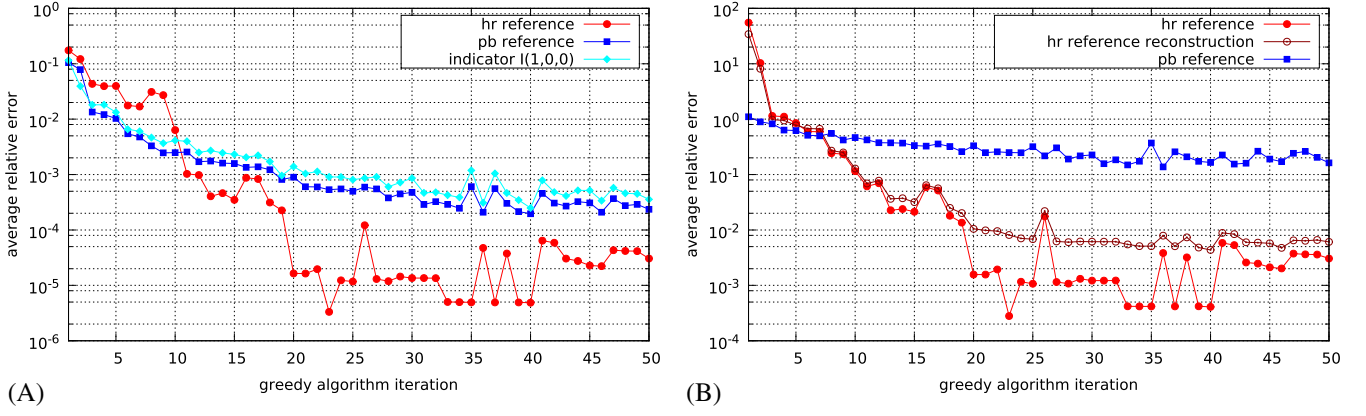 hr reference
pb reference
indicator I(1,0,0)
10^0
10^-1
10^-2
10^-3
10^-4
10^-5
10^-6
average relative error
5 10 15 20 25 30 35 40 45 50
greedy algorithm iteration
(A)
hr reference
hr reference reconstruction
pb reference
10^2
10^1
10^0
10^-1
10^-2
10^-3
10^-4
average relative error
5 10 15 20 25 30 35 40 45 50
greedy algorithm iteration
(B)